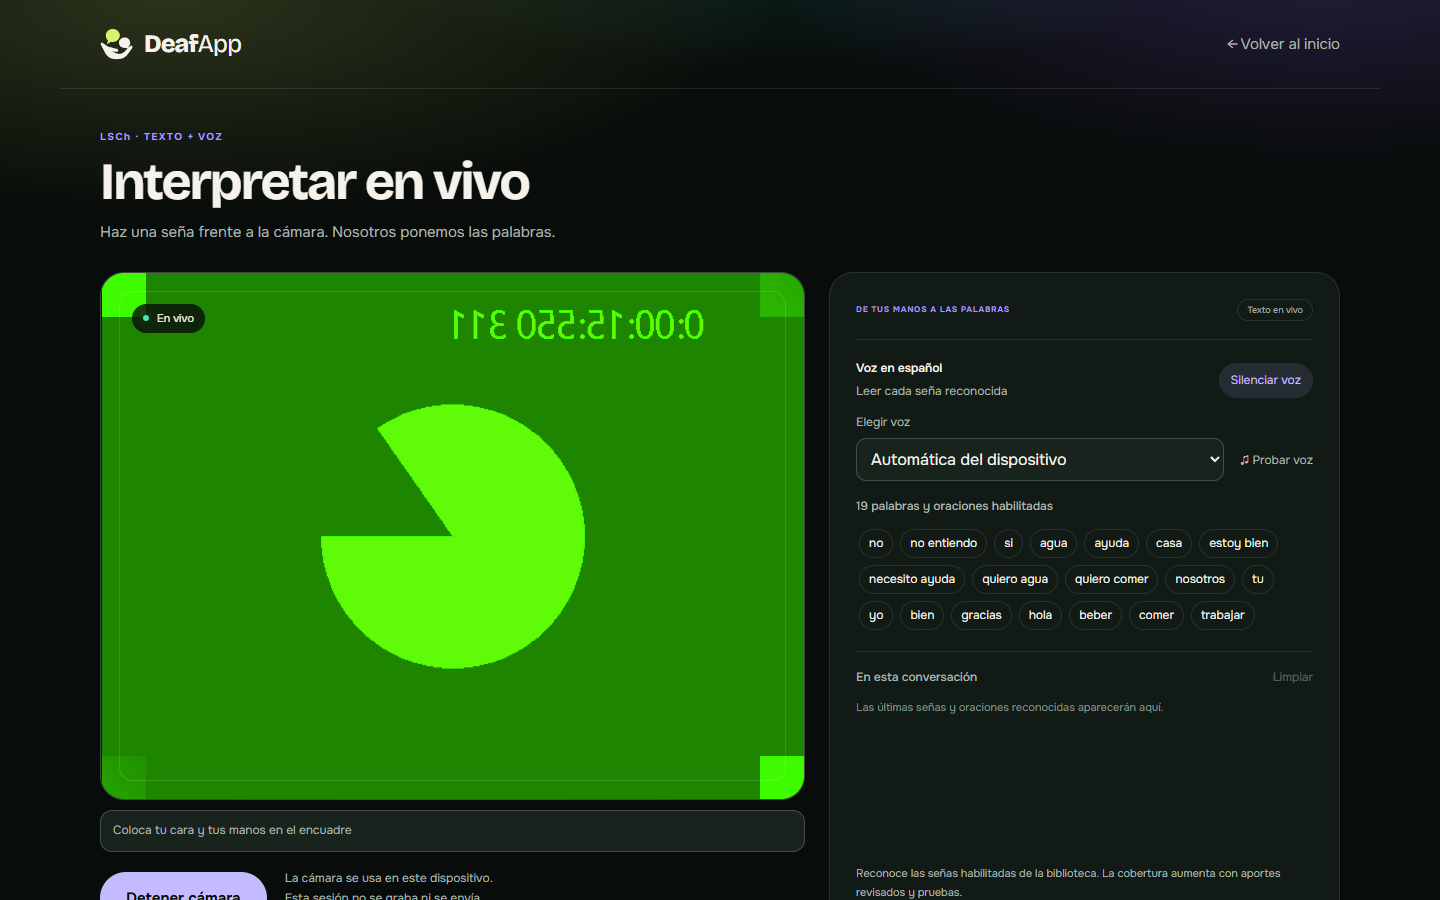 DeafApp
← Volver al inicio
LSCh · TEXTO + VOZ
Interpretar en vivo
Haz una seña frente a la cámara. Nosotros ponemos las palabras.
En vivo
0:00:15:550 311
Coloca tu cara y tus manos en el encuadre
Detener cámara
La cámara se usa en este dispositivo.
Esta sesión no se graba ni se envía
DE TUS MANOS A LAS PALABRAS
Texto en vivo
Voz en español
Leer cada seña reconocida
Silenciar voz
Elegir voz
Automática del dispositivo
♫ Probar voz
19 palabras y oraciones habilitadas
no
no entiendo
si
agua
ayuda
casa
estoy bien
necesito ayuda
quiero agua
quiero comer
nosotros
tu
yo
bien
gracias
hola
beber
comer
trabajar
En esta conversación
Limpiar
Las últimas señas y oraciones reconocidas aparecerán aquí.
Reconoce las señas habilitadas de la biblioteca. La cobertura aumenta con aportes
revisados y pruebas.